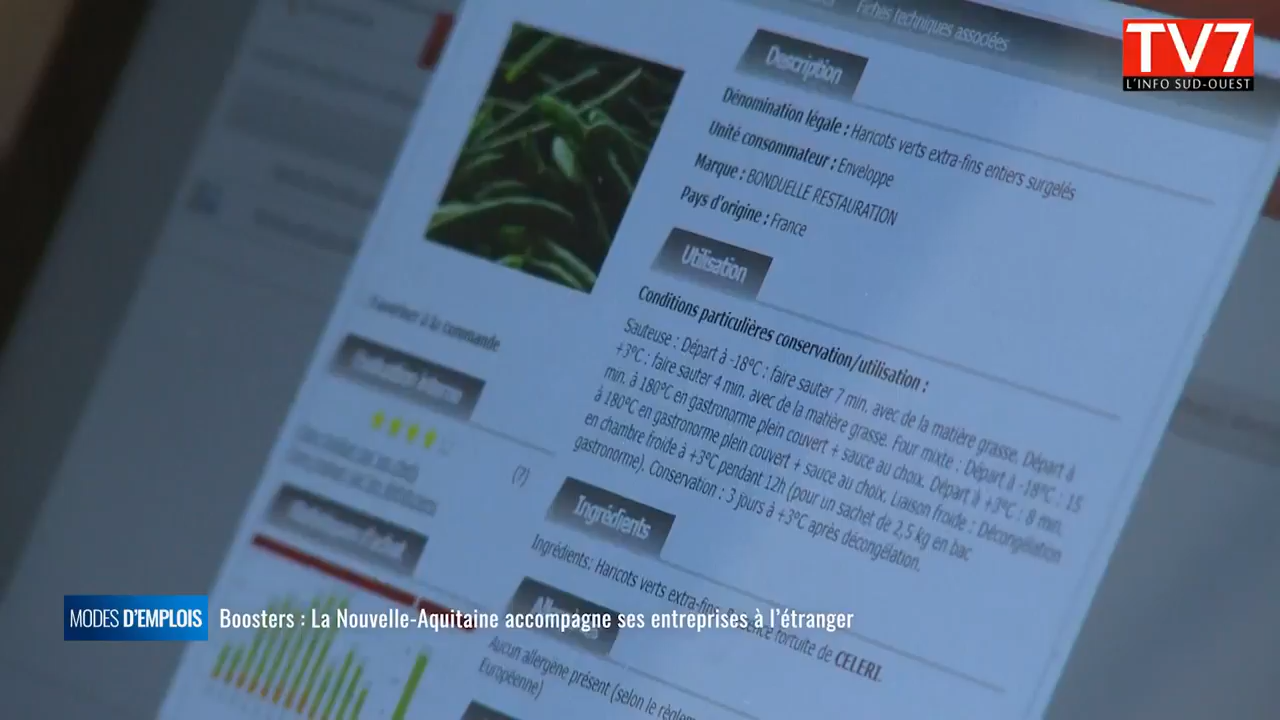 Fiches techniques associées
TV7
L'INFO SUD-OUEST
Description
Dénomination légale : Haricots verts extra-fins entiers surgelés
Unité consommateur : Enveloppe
Marque : BONDUELLE RESTAURATION
Pays d'origine : France
Utilisation
Conditions particulières conservation/utilisation :
Sauteuse : Départ à -18°C : faire sauter 7 min. avec de la matière grasse. Départ à
+3°C : faire sauter 4 min. avec de la matière grasse. Four mixte : Départ à -18°C : 15
min. à 180°C en gastronorme plein couvert + sauce au choix. Départ à +3°C : 8 min.
à 180°C en gastronorme plein couvert + sauce au choix. Liaison froide : Décongélation
en chambre froide à +3°C pendant 12h (pour un sachet de 2,5 kg en bac
gastronorme). Conservation : 3 jours à +3°C après décongélation.
à la commande
(7)
Ingrédients
Ingrédients: Haricots verts extra-fins. fortuite de CELERI.
Aucun allergène présent (selon le
Européenne)
MODES D'EMPLOIS
Boosters : La Nouvelle-Aquitaine accompagne ses entreprises à l'étranger